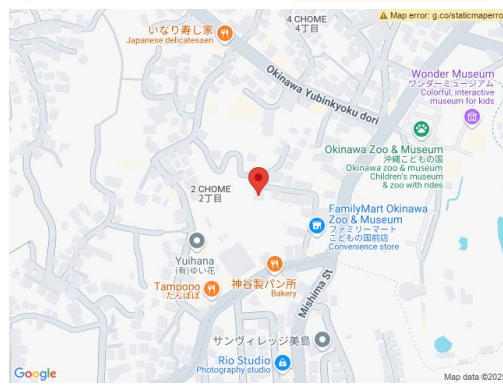 4 CHOME
4丁目
Map error: g.co/staticmaperro
いなり寿し家
Japanese delicatessen
Okinawa Yubinkyoku dori
Wonder Museum
ワンダーミュージアム
Colorful, interactive
museum for kids
Okinawa Zoo & Museum
沖縄こどもの国
Okinawa zoo & museum
Children's museum
& zoo with rides
2 CHOME
2丁目
FamilyMart Okinawa
Zoo & Museum
ファミリーマート
こどもの国前店
Convenience store
Yuihana
(有)ゆい花
神谷製パン所
Bakery
Tampopo
たんぽぽ
Mishima St
サンヴィレッジ美島
Rio Studio
Photography studio
Google
Map data ©202